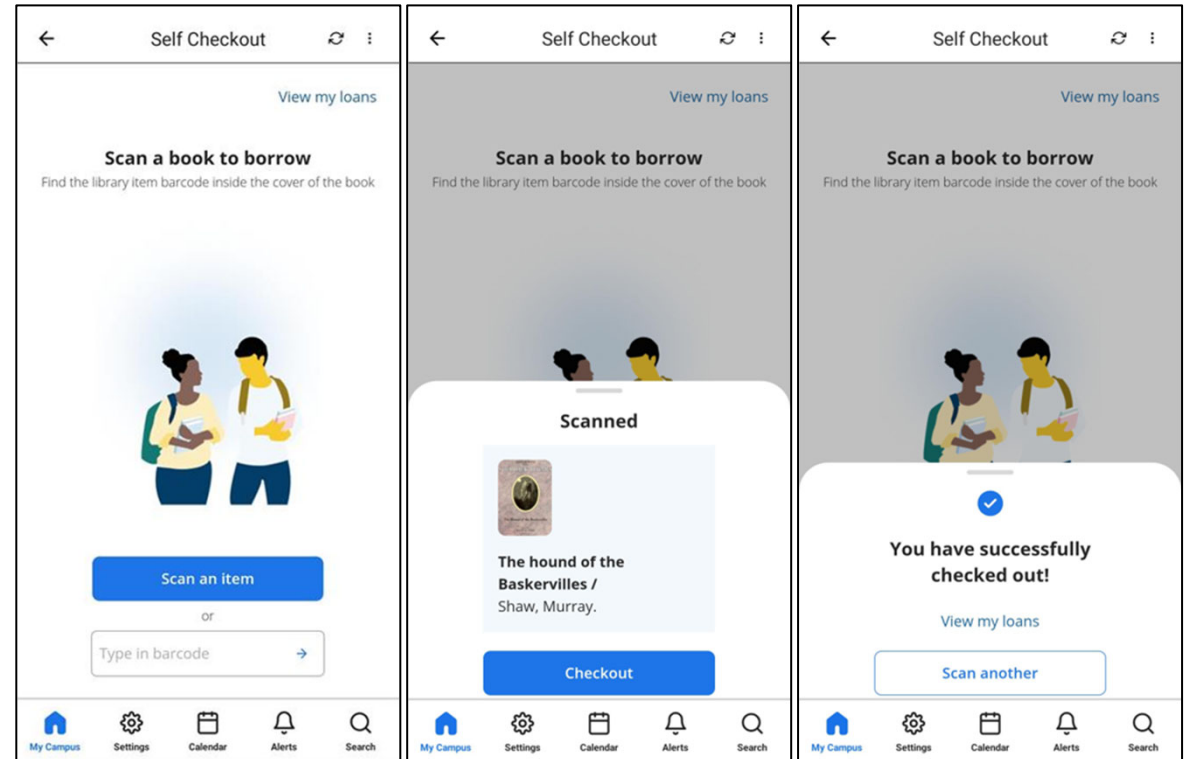 Self Checkout
View my loans
Scan a book to borrow
Find the library item barcode inside the cover of the book
Scan an item
or
Type in barcode
My Campus
Settings
Calendar
Alerts
Search
Self Checkout
View my loans
Scan a book to borrow
Find the library item barcode inside the cover of the book
Scanned
The hound of the
Baskervilles /
Shaw, Murray.
Checkout
My Campus
Settings
Calendar
Alerts
Search
Self Checkout
View my loans
Scan a book to borrow
Find the library item barcode inside the cover of the book
You have successfully
checked out!
View my loans
Scan another
My Campus
Settings
Calendar
Alerts
Search